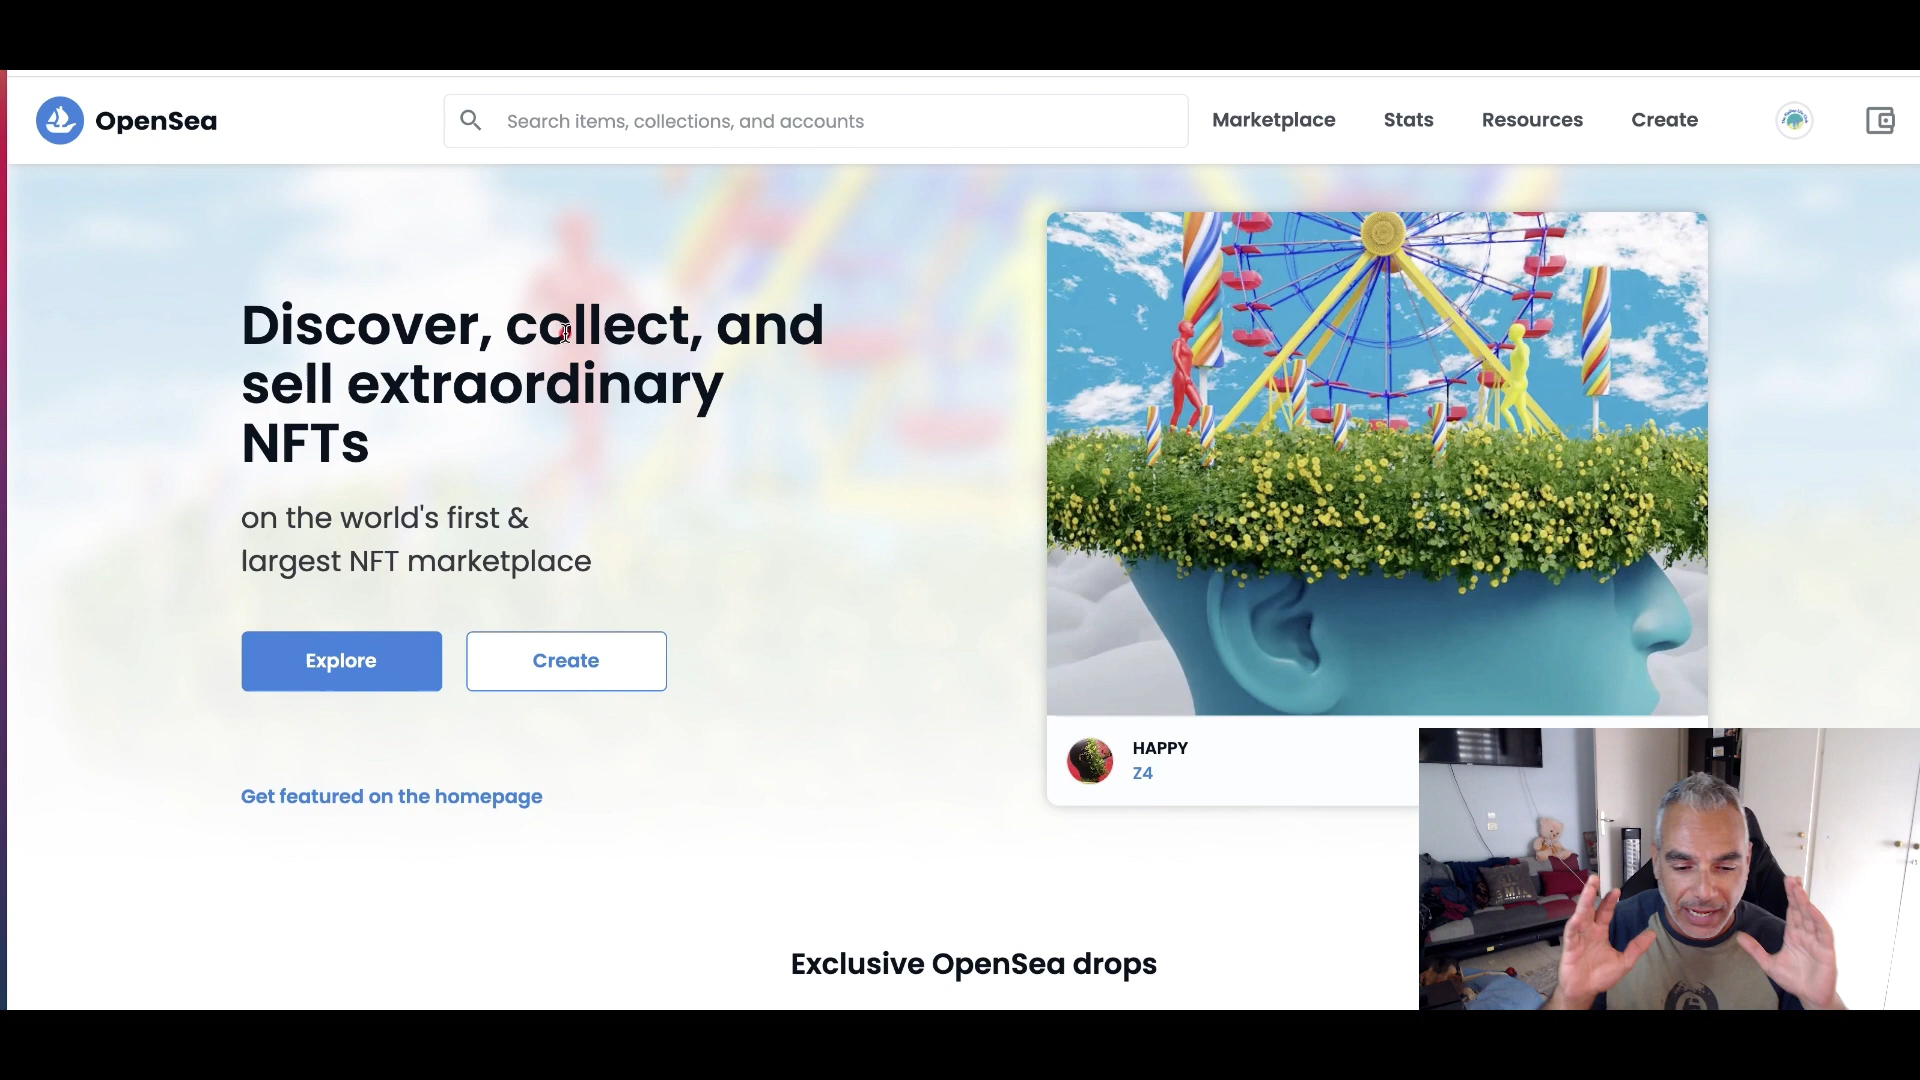 OpenSea
Search items, collections, and accounts
Marketplace
Stats
Resources
Create
Discover, collect, and
sell extraordinary
NFTs
on the world's first &
largest NFT marketplace
Explore
Create
Get featured on the homepage
HAPPY
Z4
Exclusive OpenSea drops